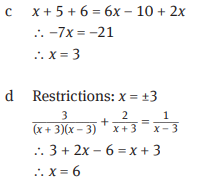 c x + 5 + 6 = 6x − 10 + 2x
∴ −7x = −21
∴ x = 3
d Restrictions: x = ±3
3/((x + 3)(x − 3)) + 2/(x + 3) = 1/(x − 3)
∴ 3 + 2x − 6 = x + 3
∴ x = 6